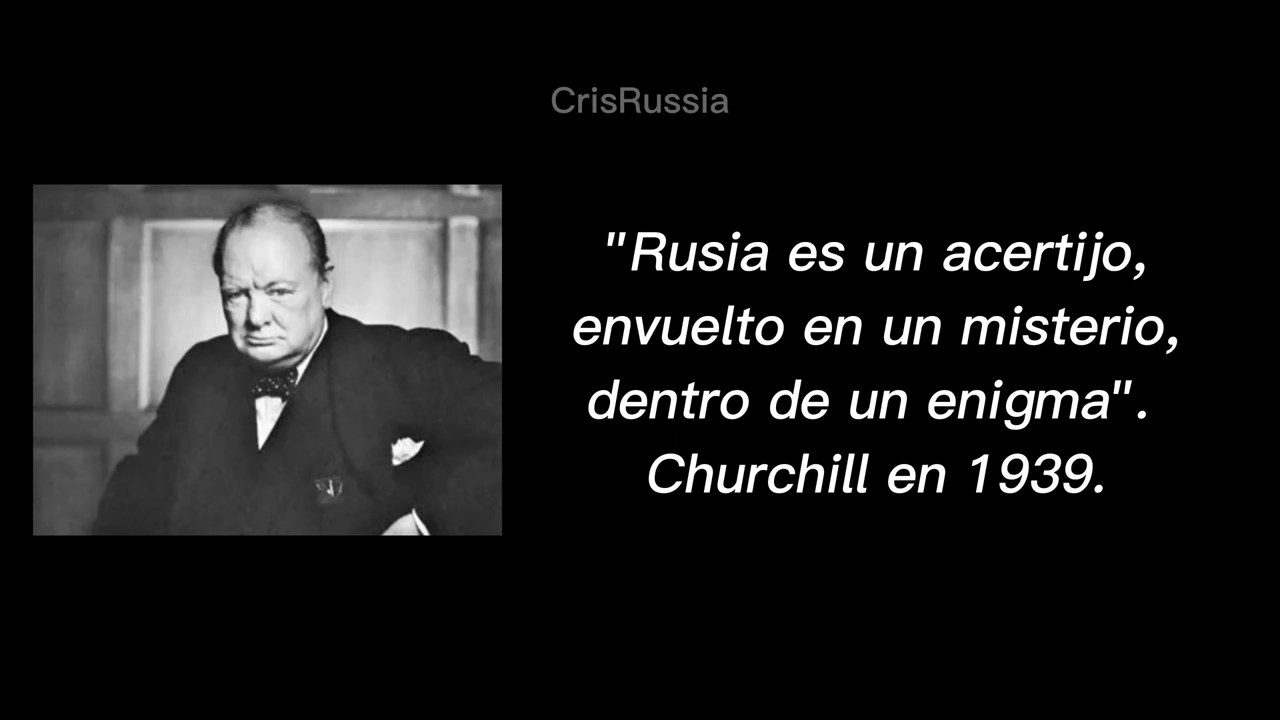 CrisRussia
"Rusia es un acertijo,
envuelto en un misterio,
dentro de un enigma".
Churchill en 1939.